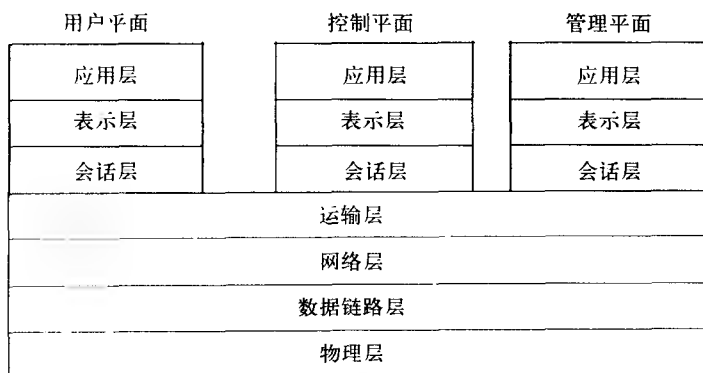 用户平面 控制平面 管理平面
应用层 应用层 应用层
表示层 表示层 表示层
会话层 会话层 会话层
运输层
网络层
数据链路层
物理层